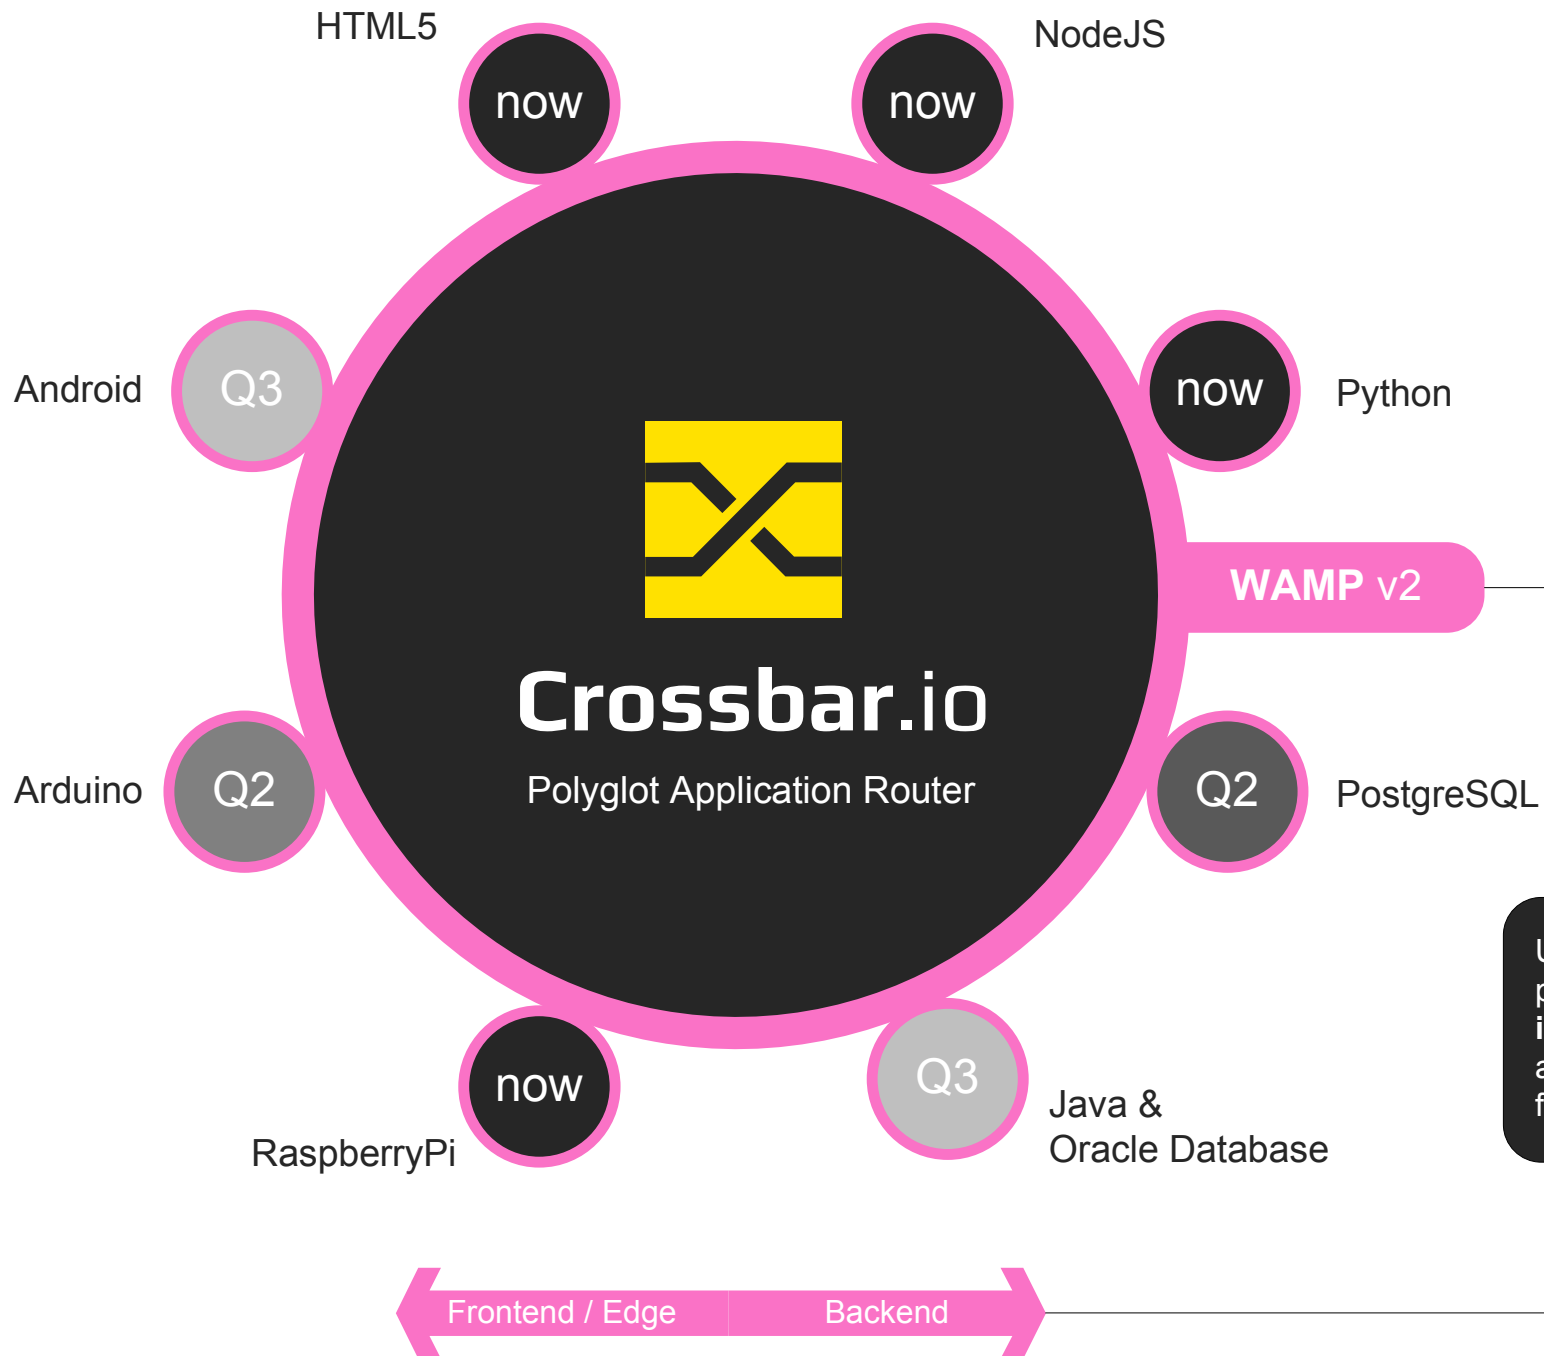 HTML5
now
now
NodeJS
Android
Q3
now
Python
WAMP v2
Crossbar.io
Polyglot Application Router
Arduino
Q2
Q2
PostgreSQL
RaspberryPi
now
Q3
Java &
Oracle Database
Frontend / Edge
Backend